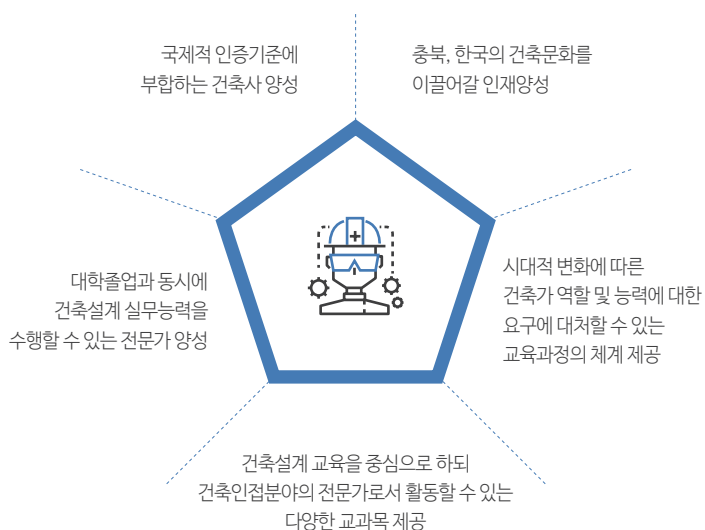 국제적 인증기준에
부합하는 건축사 양성
충북, 한국의 건축문화를
이끌어갈 인재양성
대학졸업과 동시에
건축설계 실무능력을
수행할 수 있는 전문가 양성
시대적 변화에 따른
건축가 역할 및 능력에 대한
요구에 대처할 수 있는
교육과정의 체계 제공
건축설계 교육을 중심으로 하되
건축인접분야의 전문가로서 활동할 수 있는
다양한 교과목 제공